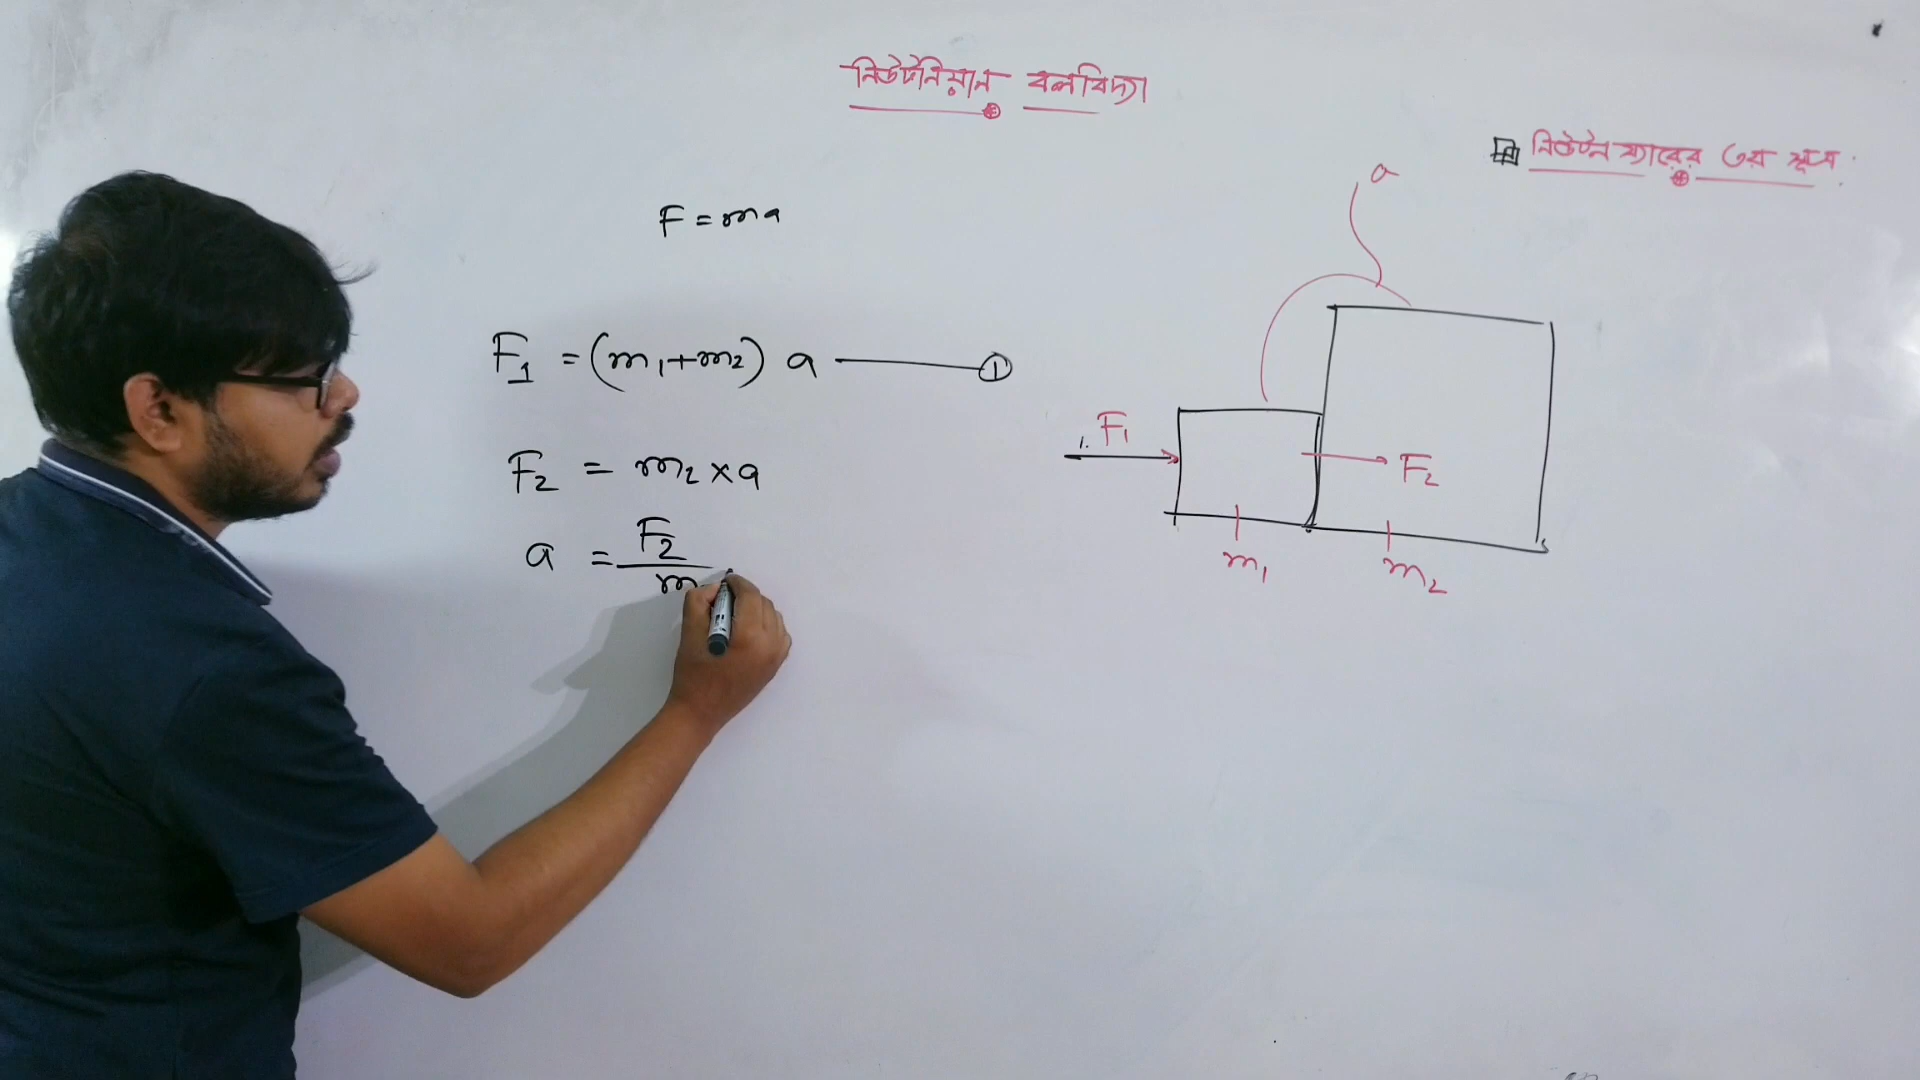 নিউটনিয়ান বলবিদ্যা
নিউটন স্যারের ৩য় সূত্র:
F = ma
F1 = (m1+m2) a ——— ①
F2 = m2 × a
a = F2 / m
a
F1
F2
m1
m2